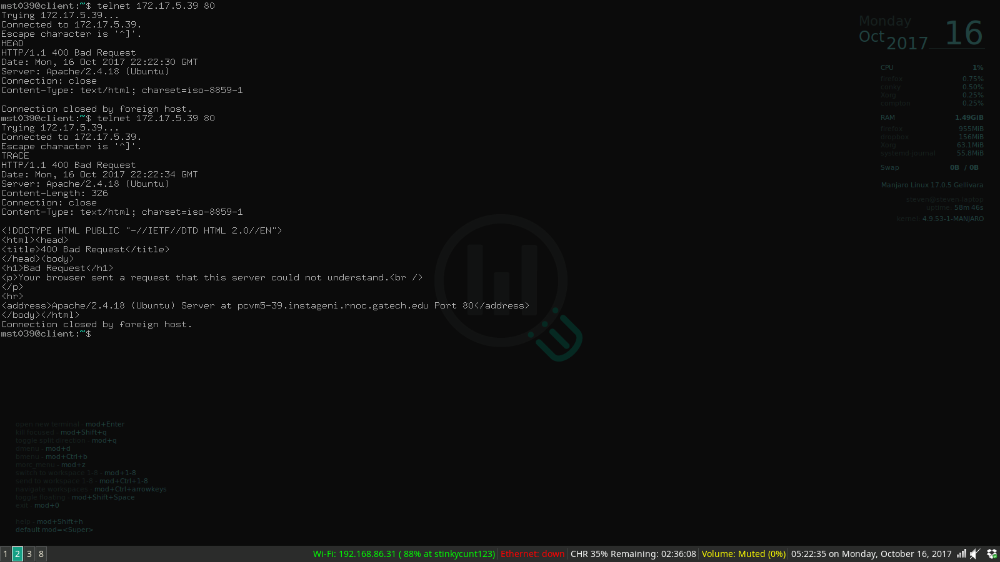 mst039@client:~$ telnet 172.17.5.39 80
Trying 172.17.5.39...
Connected to 172.17.5.39.
Escape character is '^]'.
HEAD
HTTP/1.1 400 Bad Request
Date: Mon, 16 Oct 2017 22:22:30 GMT
Server: Apache/2.4.18 (Ubuntu)
Connection: close
Content-Type: text/html; charset=iso-8859-1

Connection closed by foreign host.
mst039@client:~$ telnet 172.17.5.39 80
Trying 172.17.5.39...
Connected to 172.17.5.39.
Escape character is '^]'.
TRACE
HTTP/1.1 400 Bad Request
Date: Mon, 16 Oct 2017 22:22:34 GMT
Server: Apache/2.4.18 (Ubuntu)
Content-Length: 326
Connection: close
Content-Type: text/html; charset=iso-8859-1

<!DOCTYPE HTML PUBLIC "-//IETF//DTD HTML 2.0//EN">
<html><head>
<title>400 Bad Request</title>
</head><body>
<h1>Bad Request</h1>
<p>Your browser sent a request that this server could not understand.<br />
</p>
<hr>
<address>Apache/2.4.18 (Ubuntu) Server at pcvm5-39.instageni.rnoc.gatech.edu Port 80</address>
</body></html>
Connection closed by foreign host.
mst039@client:~$
Monday
Oct 2017 16
CPU 1%
firefox 0.75%
conky 0.50%
Xorg 0.25%
compton 0.25%
RAM 1.49GiB
firefox 955MiB
dropbox 156MiB
Xorg 63.1MiB
systemd-journal 55.8MiB
Swap 0B / 0B
Manjaro Linux 17.0.5 Gellivara
steven@steven-laptop
uptime: 58m 46s
kernel: 4.9.53-1-MANJARO
open new terminal - mod+Enter
kill focused - mod+Shift+q
toggle split direction - mod+q
dmenu - mod+d
bmenu - mod+Ctrl+b
morc_menu - mod+z
switch to workspace 1-8 - mod+1-8
send to workspace 1-8 - mod+Ctrl+1-8
navigate workspaces - mod+Ctrl+arrowkeys
toggle floating - mod+Shift+Space
exit - mod+0
help - mod+Shift+h
default mod=<Super>
1 2 3 8 Wi-Fi: 192.168.86.31 ( 88% at stinkycunt123) Ethernet: down CHR 35% Remaining: 02:36:08 Volume: Muted (0%) 05:22:35 on Monday, October 16, 2017